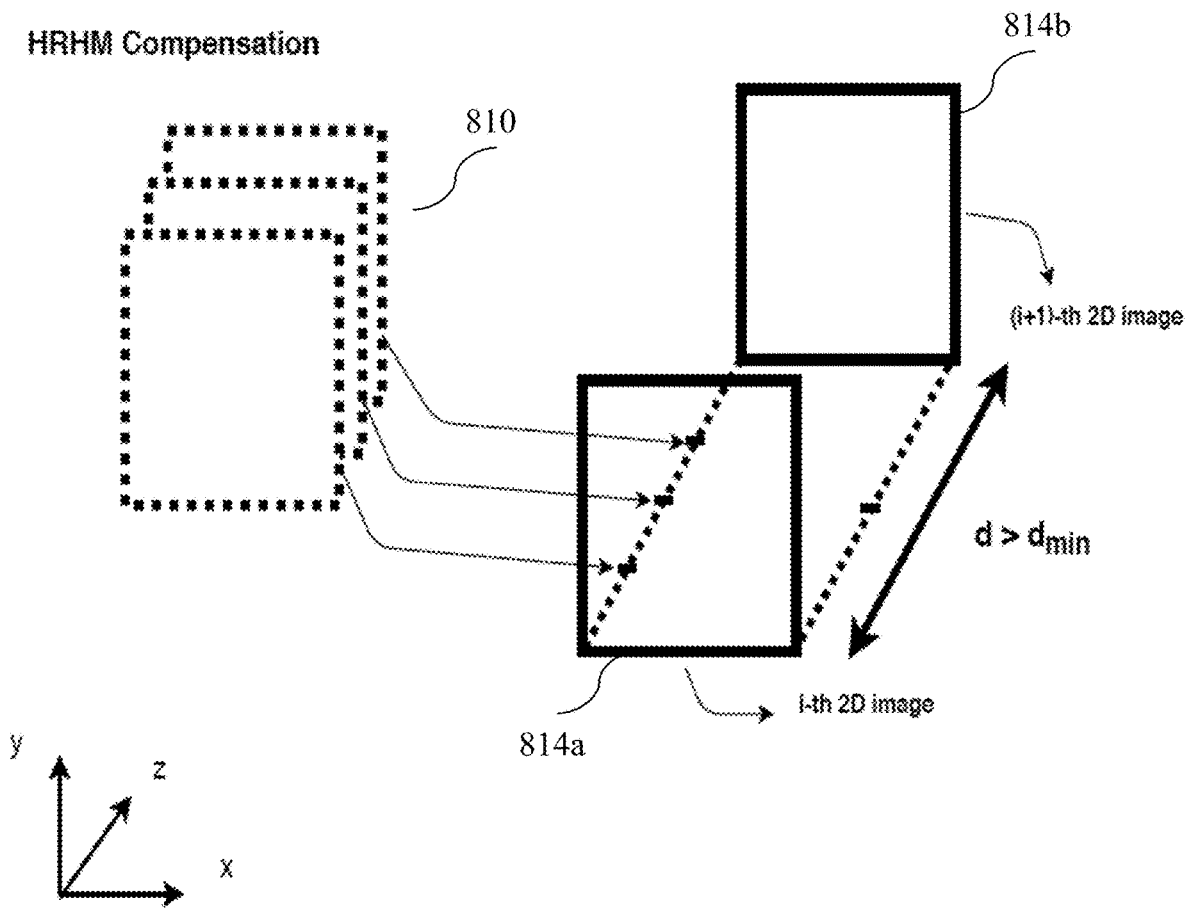 HRHM Compensation
814b
810
(i+1)-th 2D image
d > dmin
i-th 2D image
814a
y
z
x